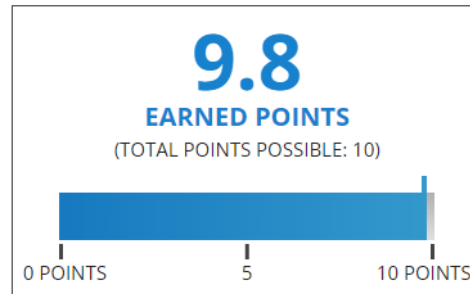 9.8
EARNED POINTS
(TOTAL POINTS POSSIBLE: 10)
0 POINTS 5 10 POINTS